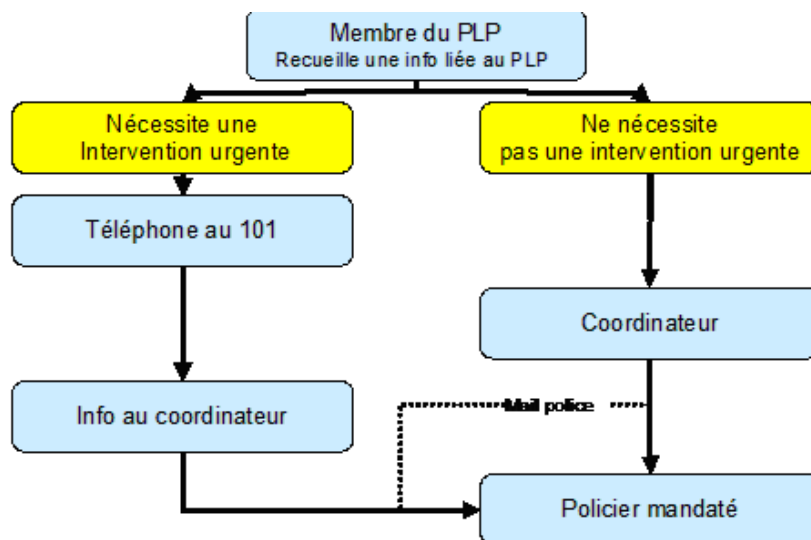 Membre du PLP
Recueille une info liée au PLP
Nécessite une
Intervention urgente
Ne nécessite
pas une intervention urgente
Téléphone au 101
Coordinateur
Info au coordinateur
Mail police
Policier mandaté